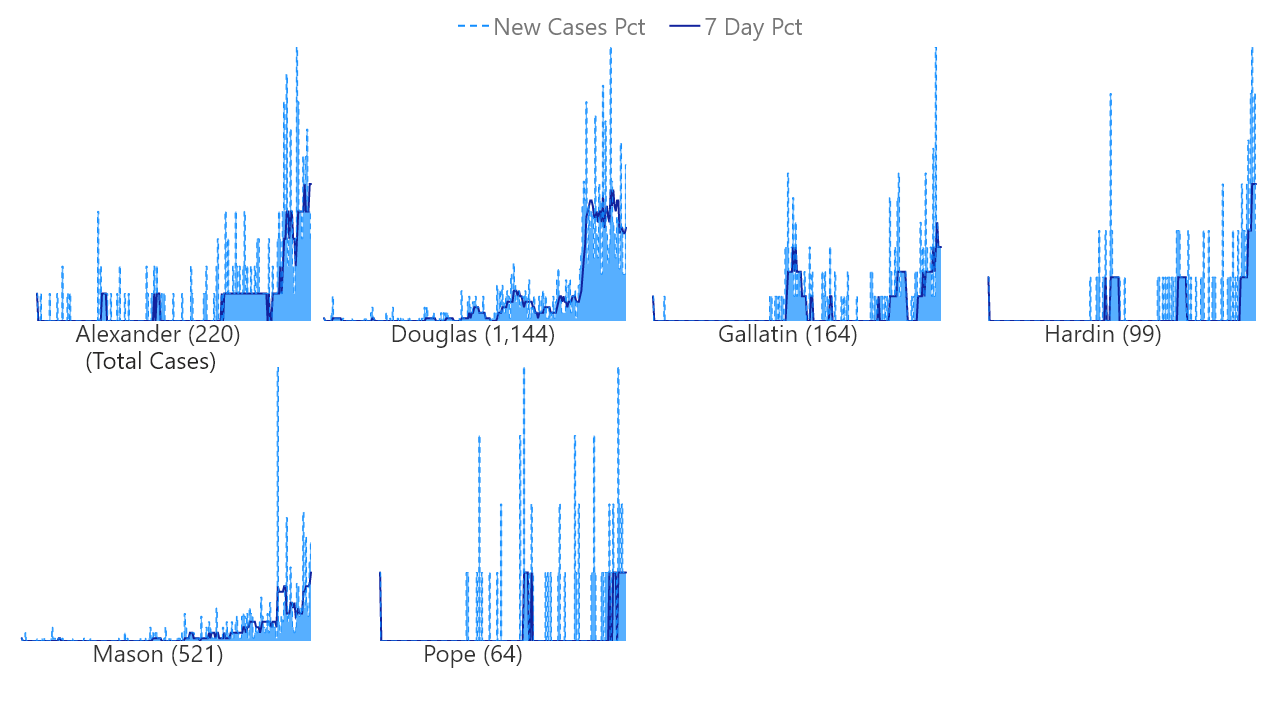 New Cases Pct 7 Day Pct
Alexander (220) Douglas (1,144) Gallatin (164) Hardin (99)
(Total Cases)
Mason (521) Pope (64)